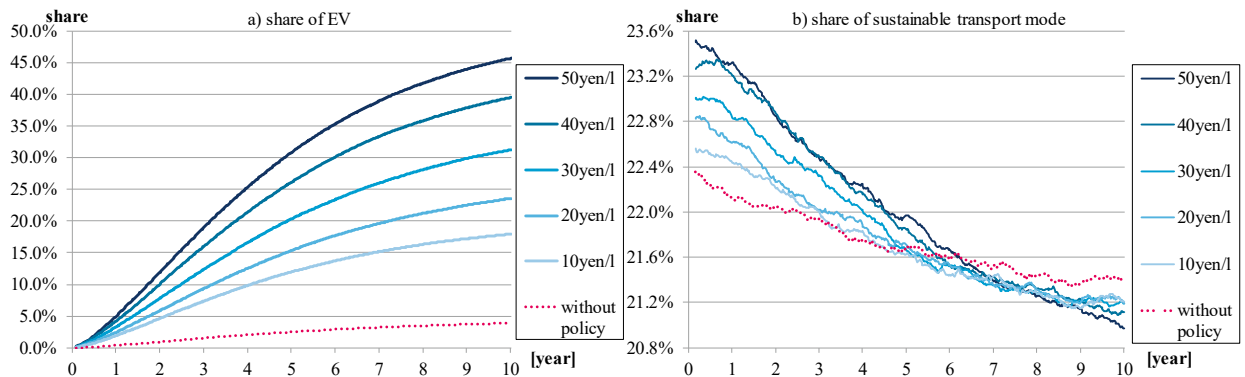 share
a) share of EV
50.0%
45.0%
40.0%
35.0%
30.0%
25.0%
20.0%
15.0%
10.0%
5.0%
0.0%
0 1 2 3 4 5 6 7 8 9 10
[year]
50yen/l
40yen/l
30yen/l
20yen/l
10yen/l
without
policy
share
b) share of sustainable transport mode
23.6%
23.2%
22.8%
22.4%
22.0%
21.6%
21.2%
20.8%
0 1 2 3 4 5 6 7 8 9 10
[year]
50yen/l
40yen/l
30yen/l
20yen/l
10yen/l
without
policy